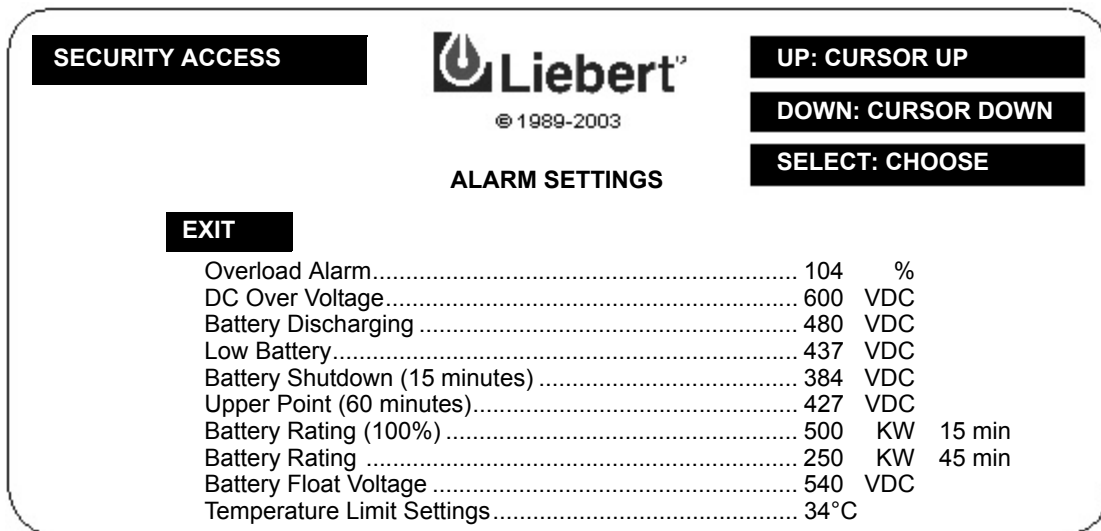 SECURITY ACCESS
Liebert
© 1989-2003
UP: CURSOR UP
DOWN: CURSOR DOWN
SELECT: CHOOSE
ALARM SETTINGS
EXIT
Overload Alarm.......................................................................... 104 %
DC Over Voltage........................................................................ 600 VDC
Battery Discharging .................................................................. 480 VDC
Low Battery................................................................................. 437 VDC
Battery Shutdown (15 minutes) ............................................. 384 VDC
Upper Point (60 minutes)......................................................... 427 VDC
Battery Rating (100%) .............................................................. 500 KW 15 min
Battery Rating ........................................................................... 250 KW 45 min
Battery Float Voltage ................................................................ 540 VDC
Temperature Limit Settings...................................................... 34°C